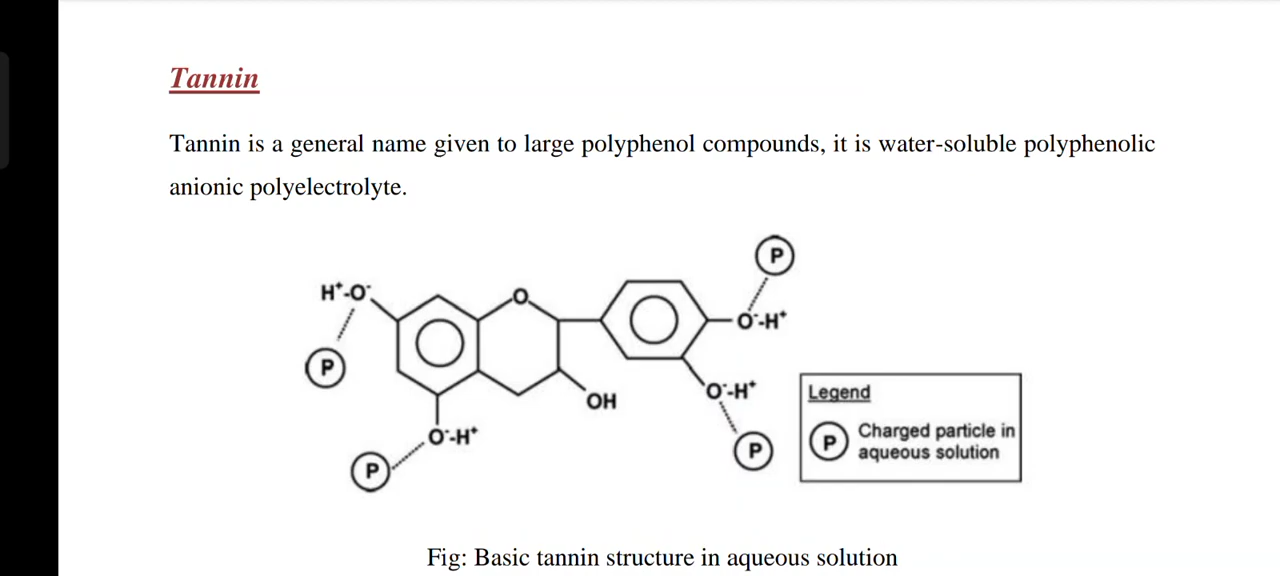 Tannin
Tannin is a general name given to large polyphenol compounds, it is water-soluble polyphenolic
anionic polyelectrolyte.
P
H⁺-O⁻
O
O⁻-H⁺
P
OH
O⁻-H⁺
Legend
P Charged particle in
aqueous solution
O⁻-H⁺
P
P
Fig: Basic tannin structure in aqueous solution